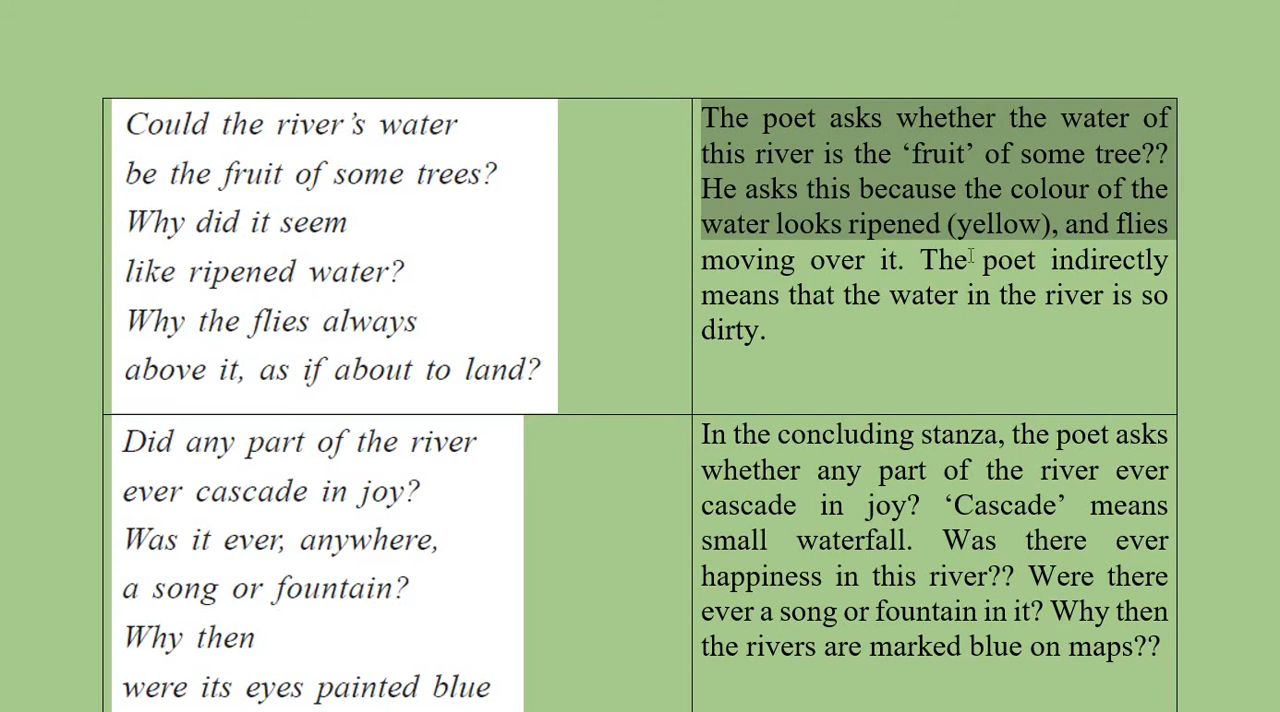 Could the river's water
be the fruit of some trees?
Why did it seem
like ripened water?
Why the flies always
above it, as if about to land?
The poet asks whether the water of
this river is the ‘fruit’ of some tree??
He asks this because the colour of the
water looks ripened (yellow), and flies
moving over it. The poet indirectly
means that the water in the river is so
dirty.
Did any part of the river
ever cascade in joy?
Was it ever, anywhere,
a song or fountain?
Why then
were its eyes painted blue
In the concluding stanza, the poet asks
whether any part of the river ever
cascade in joy? ‘Cascade’ means
small waterfall. Was there ever
happiness in this river?? Were there
ever a song or fountain in it? Why then
the rivers are marked blue on maps??